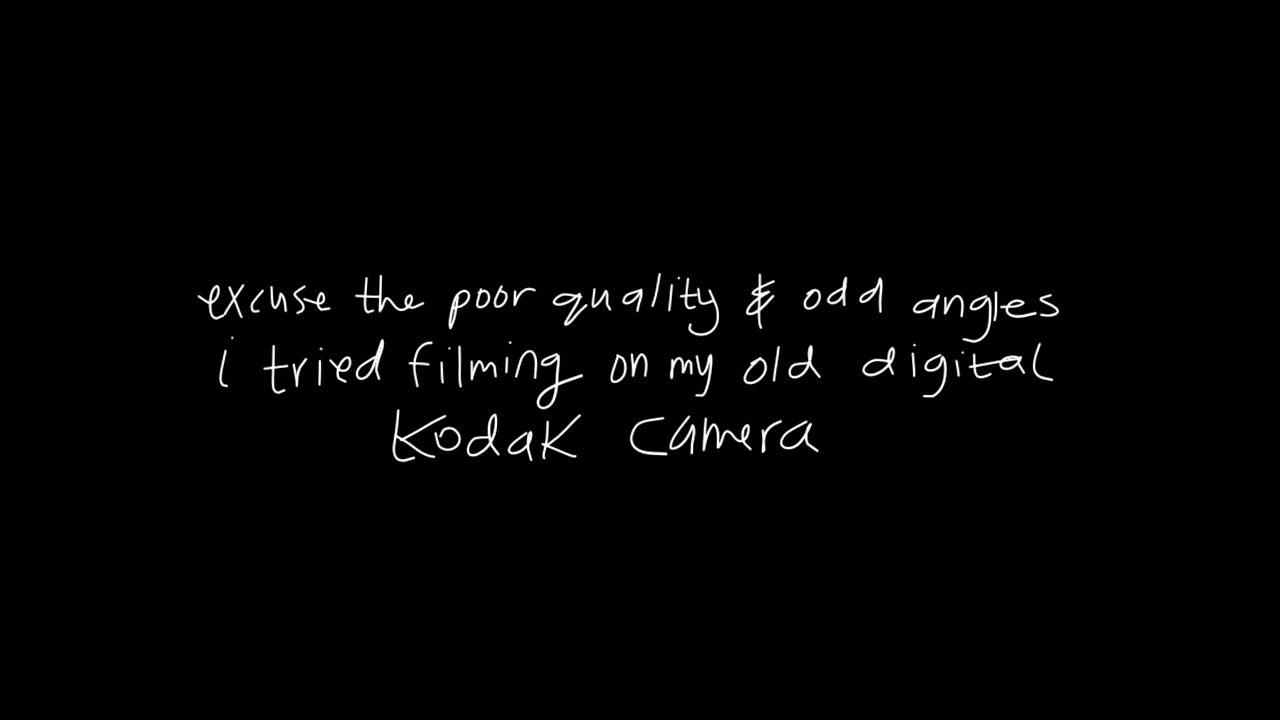 excuse the poor quality & odd angles
i tried filming on my old digital
Kodak Camera